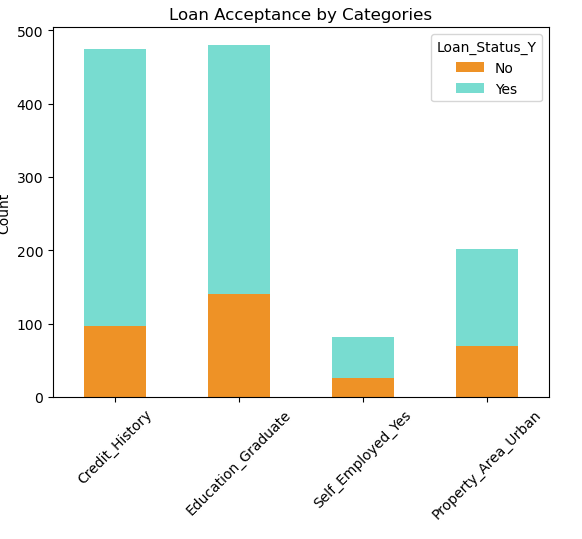 Loan Acceptance by Categories
500
400
300
200
100
0
Count
Loan_Status_Y
No
Yes
Credit_History
Education_Graduate
Self_Employed_Yes
Property_Area_Urban